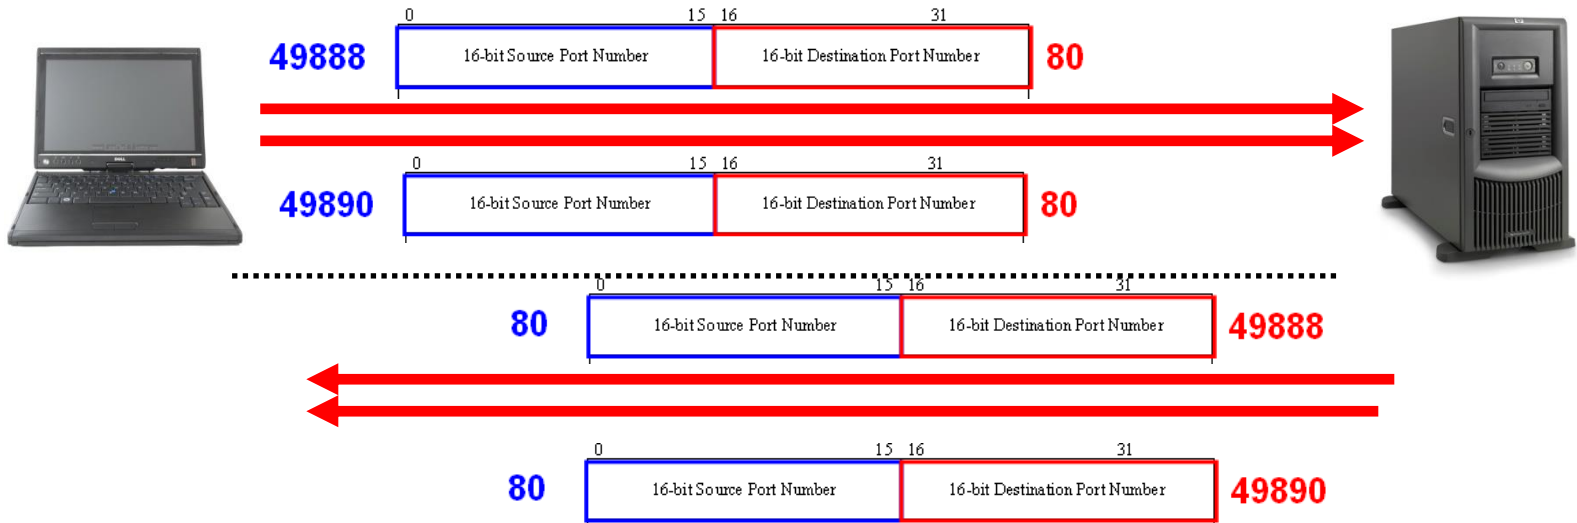 0 15 16 31
49888 16-bit Source Port Number 16-bit Destination Port Number 80
0 15 16 31
49890 16-bit Source Port Number 16-bit Destination Port Number 80
0 15 16 31
80 16-bit Source Port Number 16-bit Destination Port Number 49888
0 15 16 31
80 16-bit Source Port Number 16-bit Destination Port Number 49890
DELL